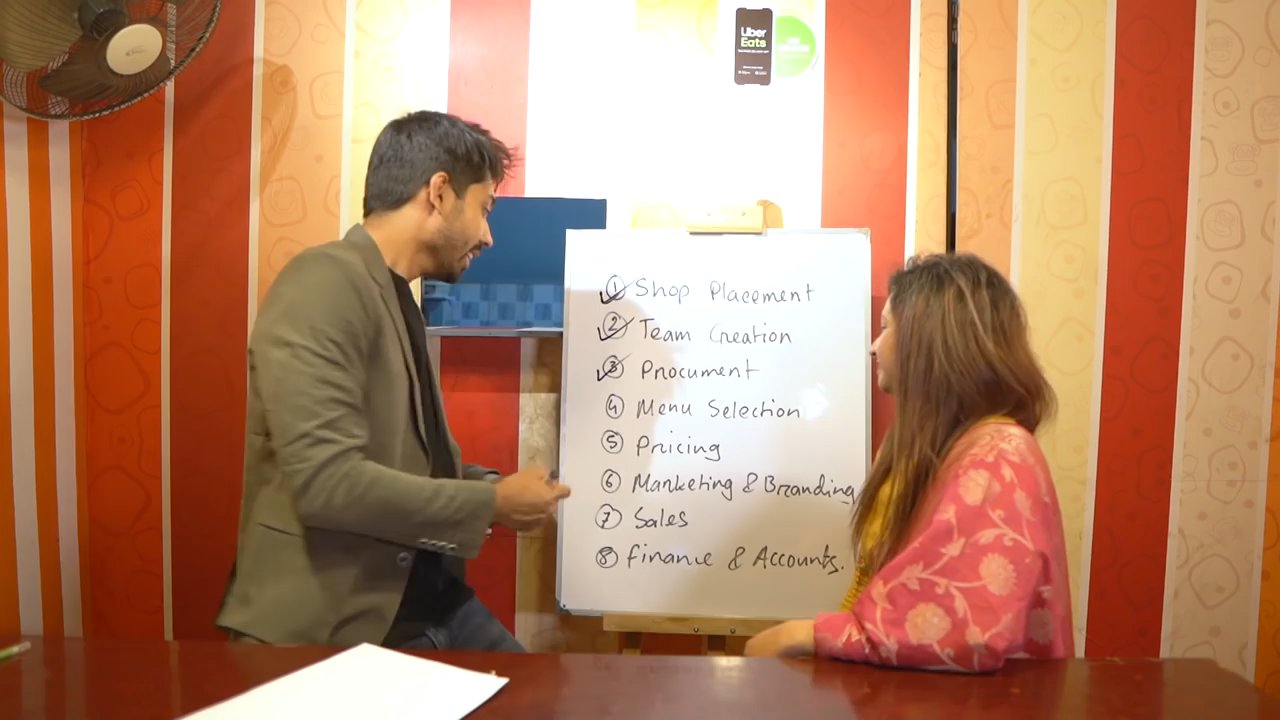 Uber
Eats
① Shop Placement
② Team Creation
③ Procument
④ Menu Selection
⑤ Pricing
⑥ Marketing & Branding
⑦ Sales
⑧ Finance & Accounts.